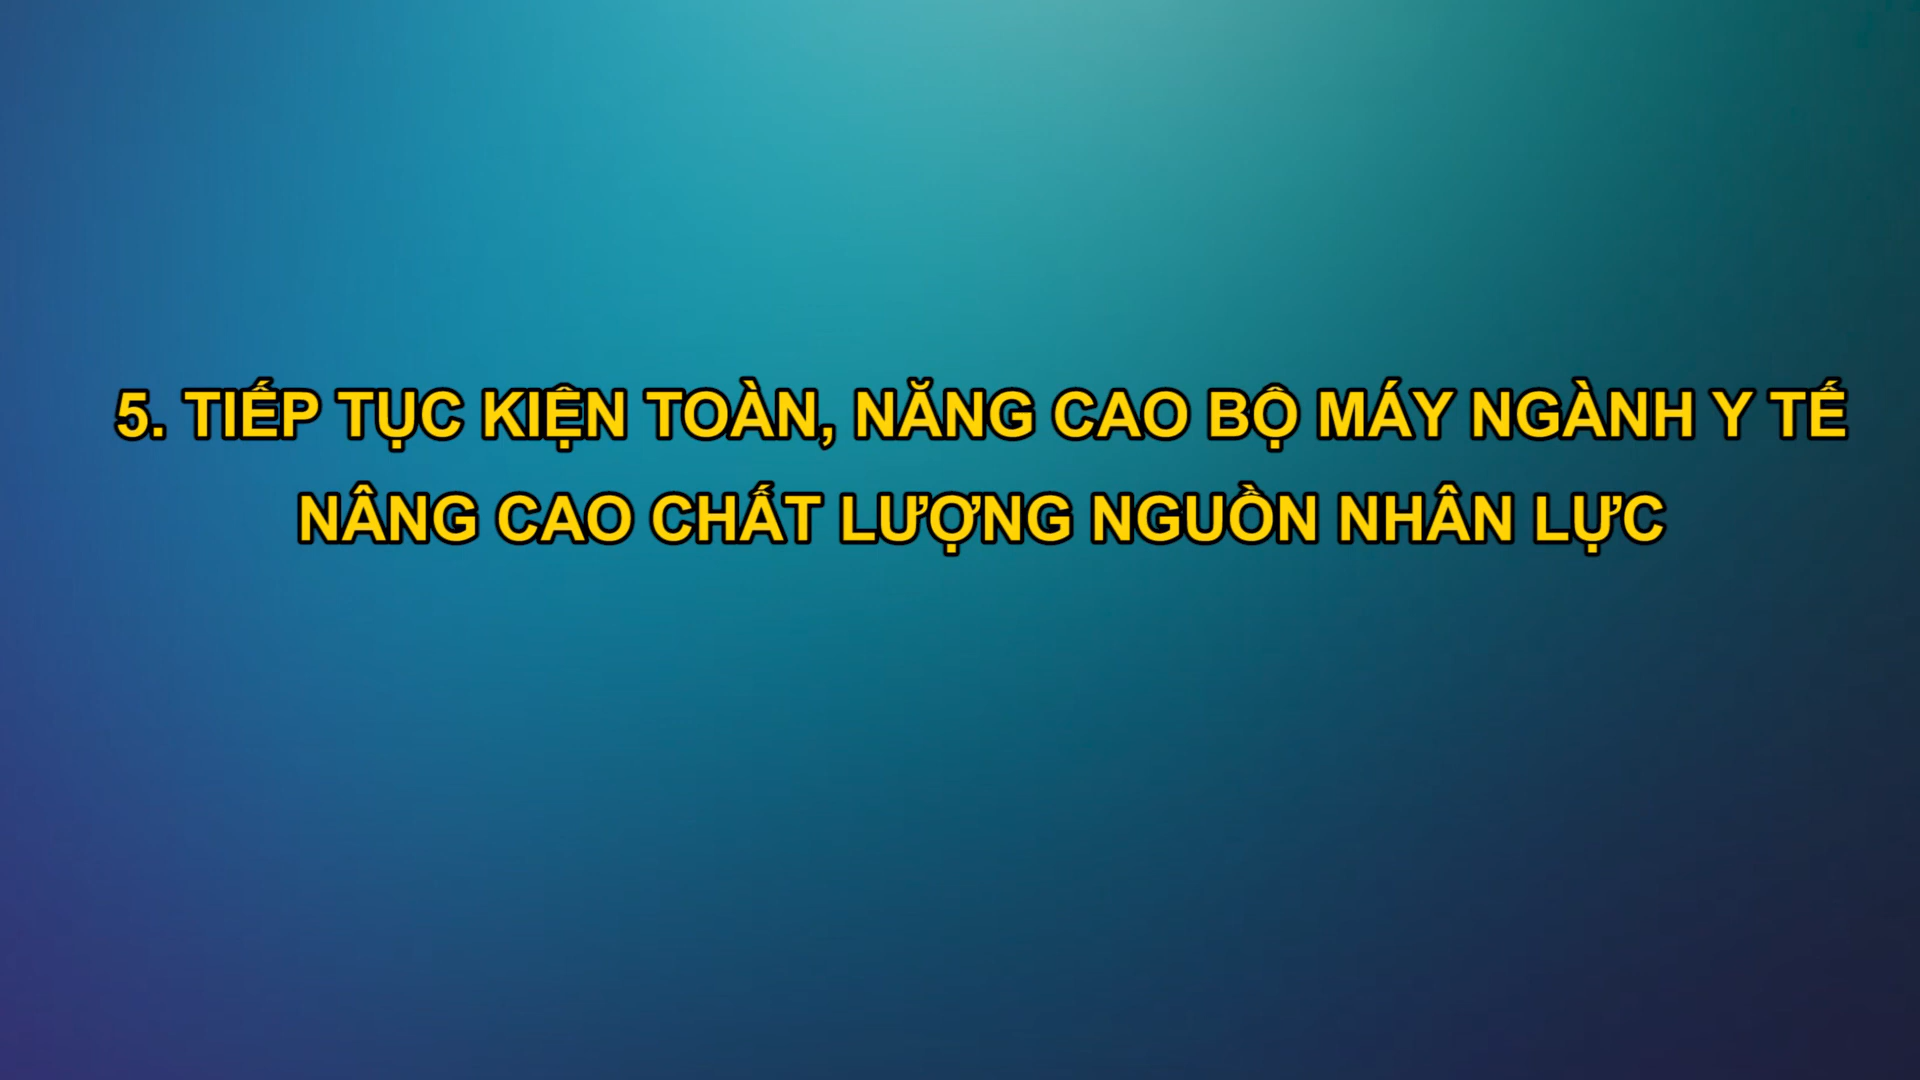 5. TIẾP TỤC KIỆN TOÀN, NĂNG CAO BỘ MÁY NGÀNH Y TẾ
NÂNG CAO CHẤT LƯỢNG NGUỒN NHÂN LỰC